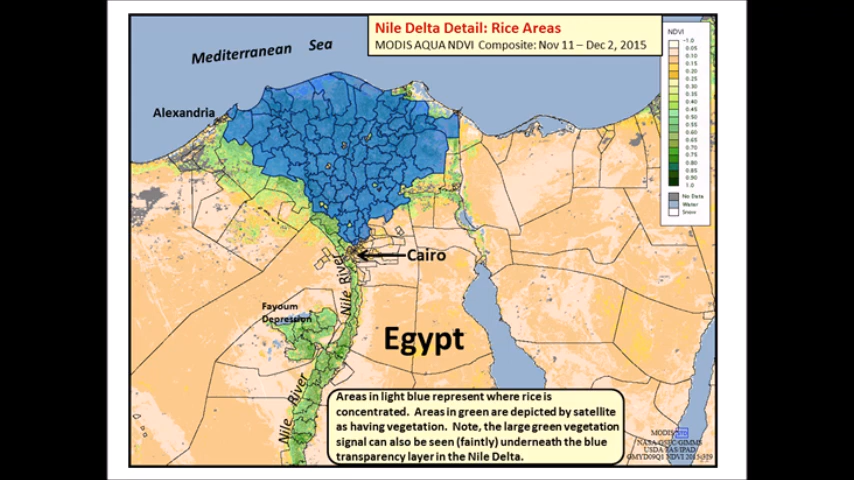 Nile Delta Detail: Rice Areas
MODIS AQUA NDVI Composite: Nov 11 – Dec 2, 2015
Mediterranean Sea
Alexandria
NDVI
-1.0
0.05
0.10
0.15
0.20
0.25
0.30
0.35
0.40
0.45
0.50
0.55
0.60
0.65
0.70
0.75
0.80
0.85
0.90
1.0
No Data
Water
Snow
Cairo
Nile River
Fayoum
Depression
Egypt
Nile River
Areas in light blue represent where rice is
concentrated. Areas in green are depicted by satellite
as having vegetation. Note, the large green vegetation
signal can also be seen (faintly) underneath the blue
transparency layer in the Nile Delta.
MODIS
NASA GSFC GIMMS
USDA FAS IPAD
GMYD09Q1 NDVI 2015/329